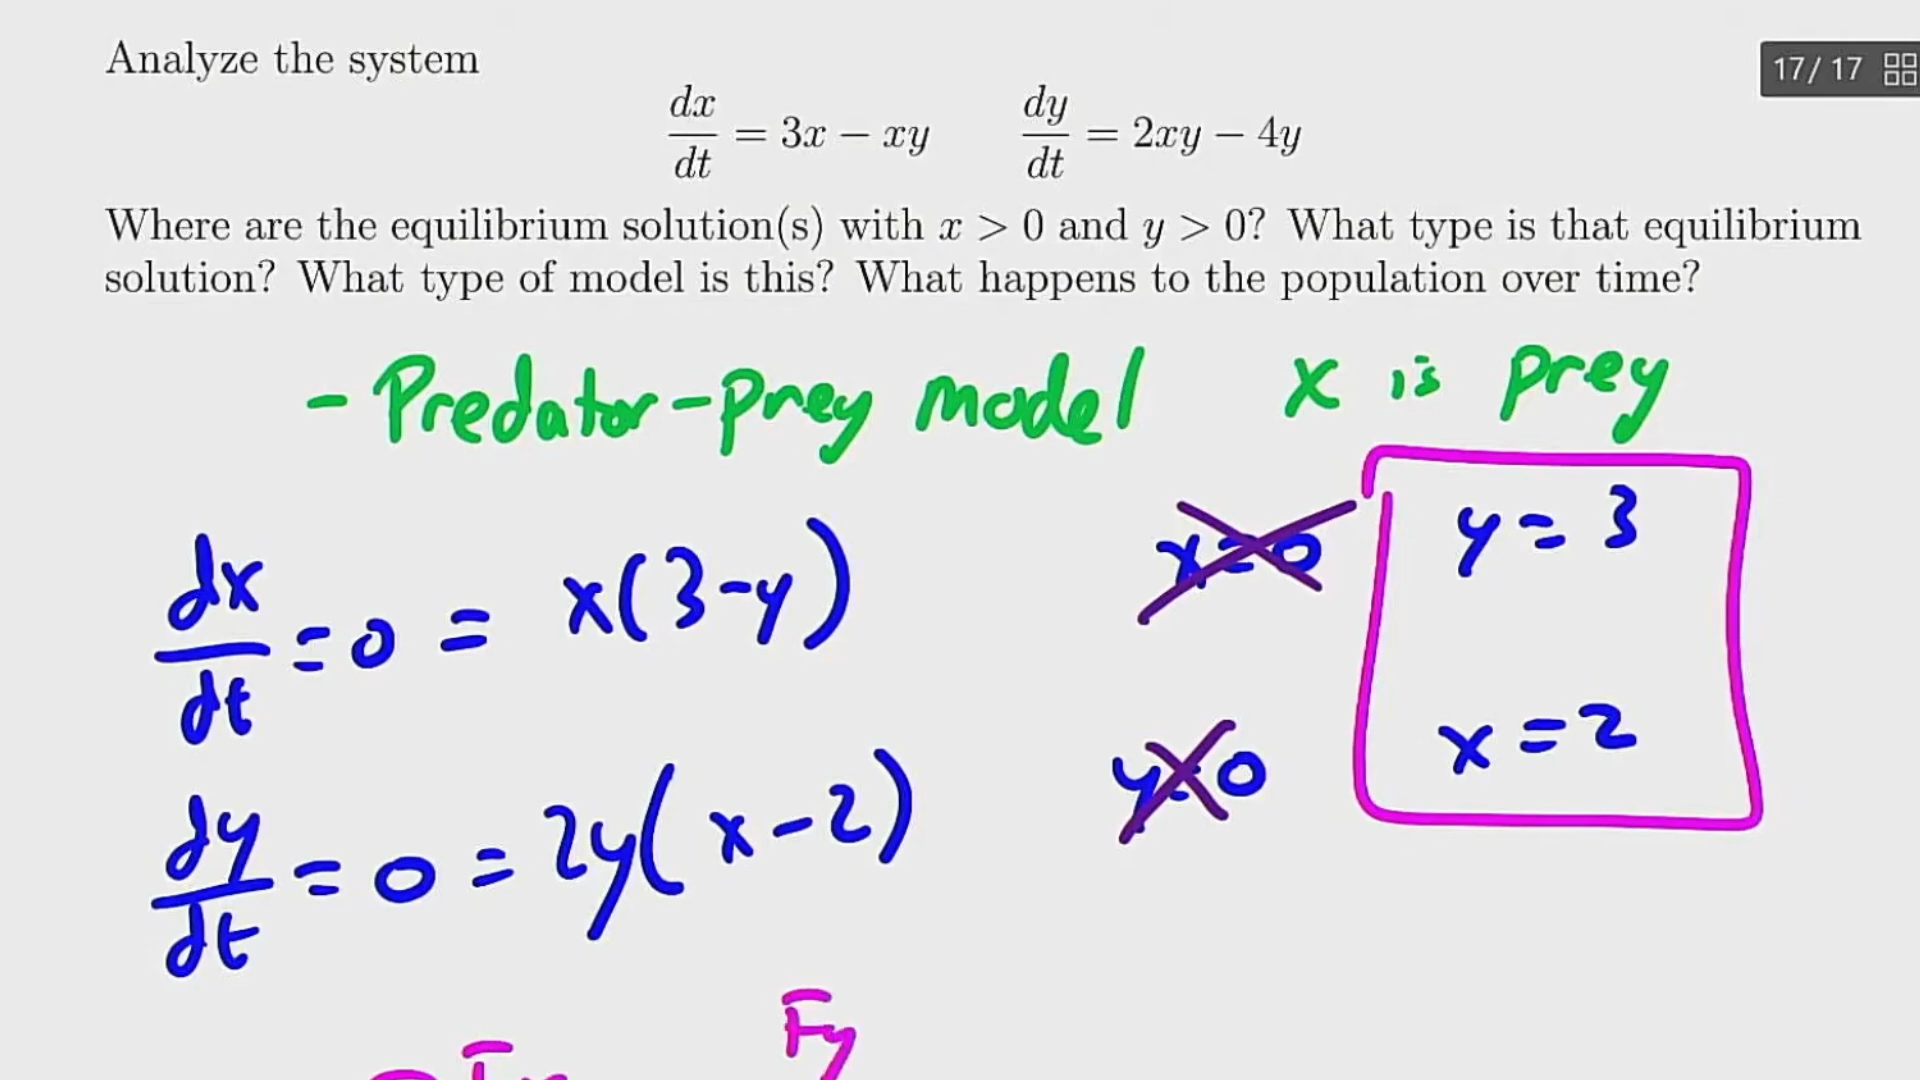 Analyze the system
17/17
dx/dt = 3x − xy    dy/dt = 2xy − 4y
Where are the equilibrium solution(s) with x > 0 and y > 0? What type is that equilibrium
solution? What type of model is this? What happens to the population over time?
- Predator-prey model    x is prey
dx/dt = 0 = x(3-y)    x=0    y=3
dy/dt = 0 = 2y(x-2)    y=0    x=2
Fy